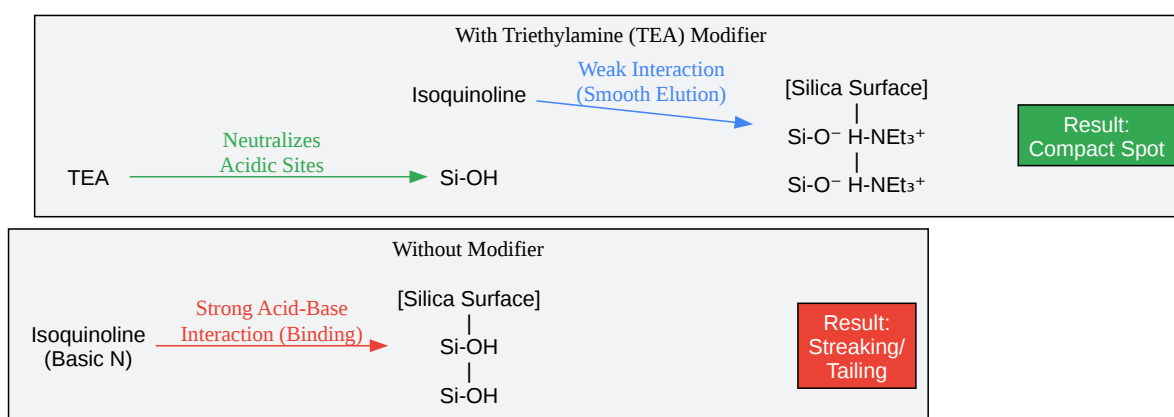 With Triethylamine (TEA) Modifier
Weak Interaction
(Smooth Elution)
Isoquinoline
[Silica Surface]
|
Si-O⁻ H-NEt₃⁺
|
Si-O⁻ H-NEt₃⁺
Result:
Compact Spot
Neutralizes
Acidic Sites
TEA
Si-OH
Without Modifier
Strong Acid-Base
Interaction (Binding)
Isoquinoline
(Basic N)
[Silica Surface]
|
Si-OH
|
Si-OH
Result:
Streaking/
Tailing